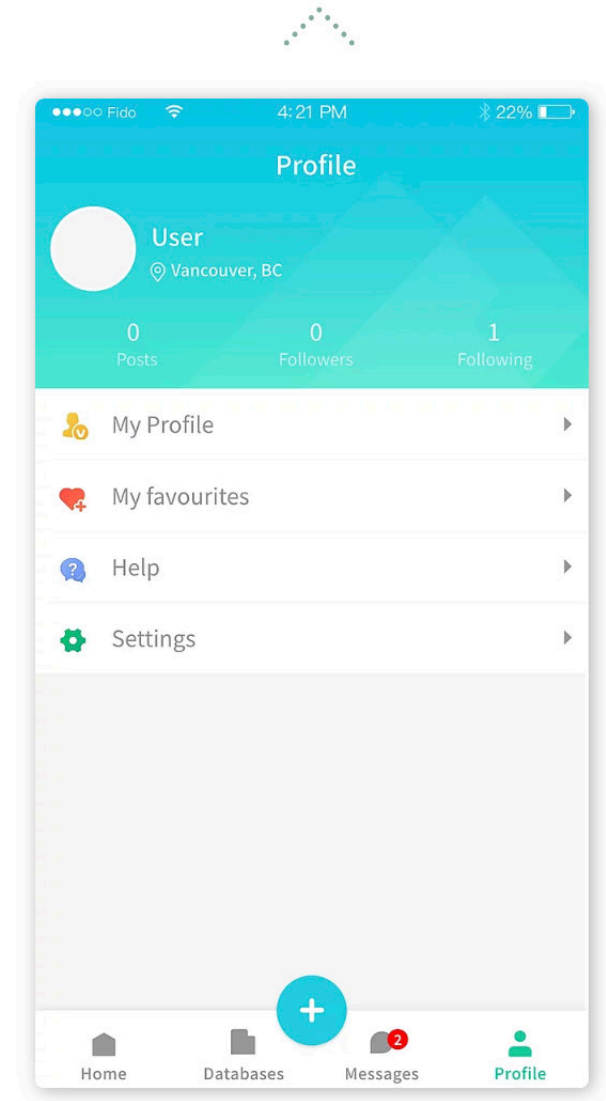 Fido 4:21 PM 22%
Profile
User
Vancouver, BC
0 0 1
Posts Followers Following
My Profile
My favourites
? Help
Settings
+
2
Home Databases Messages Profile